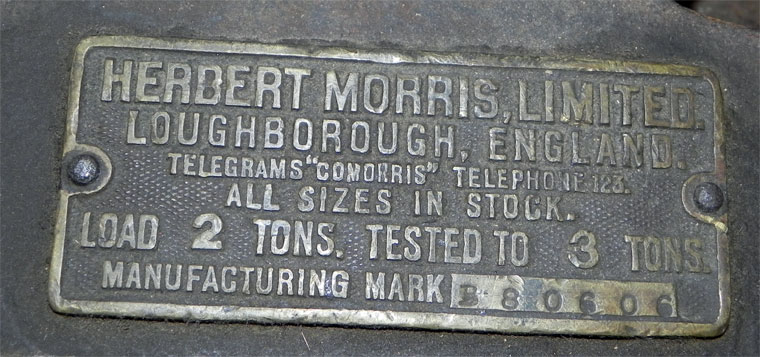 HERBERT MORRIS, LIMITED.
LOUGHBOROUGH, ENGLAND.
TELEGRAMS "COMORRIS" TELEPHONE 123.
ALL SIZES IN STOCK.
LOAD 2 TONS. TESTED TO 3 TONS.
MANUFACTURING MARK